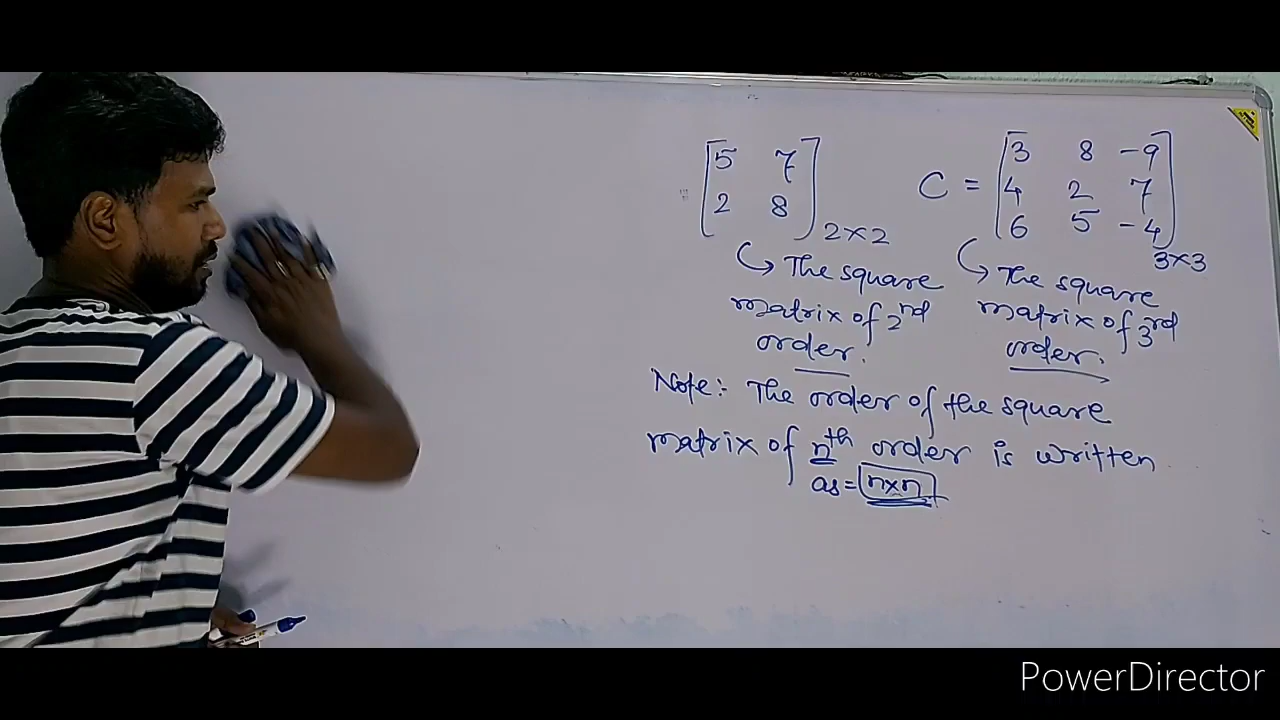 [5 7
2 8] 2×2
The square
matrix of 2nd
order.
C = [3 8 -9
4 2 7
6 5 -4] 3×3
The square
matrix of 3rd
order.
Note:- The order of the square
matrix of nth order is written
as = n×n
PowerDirector